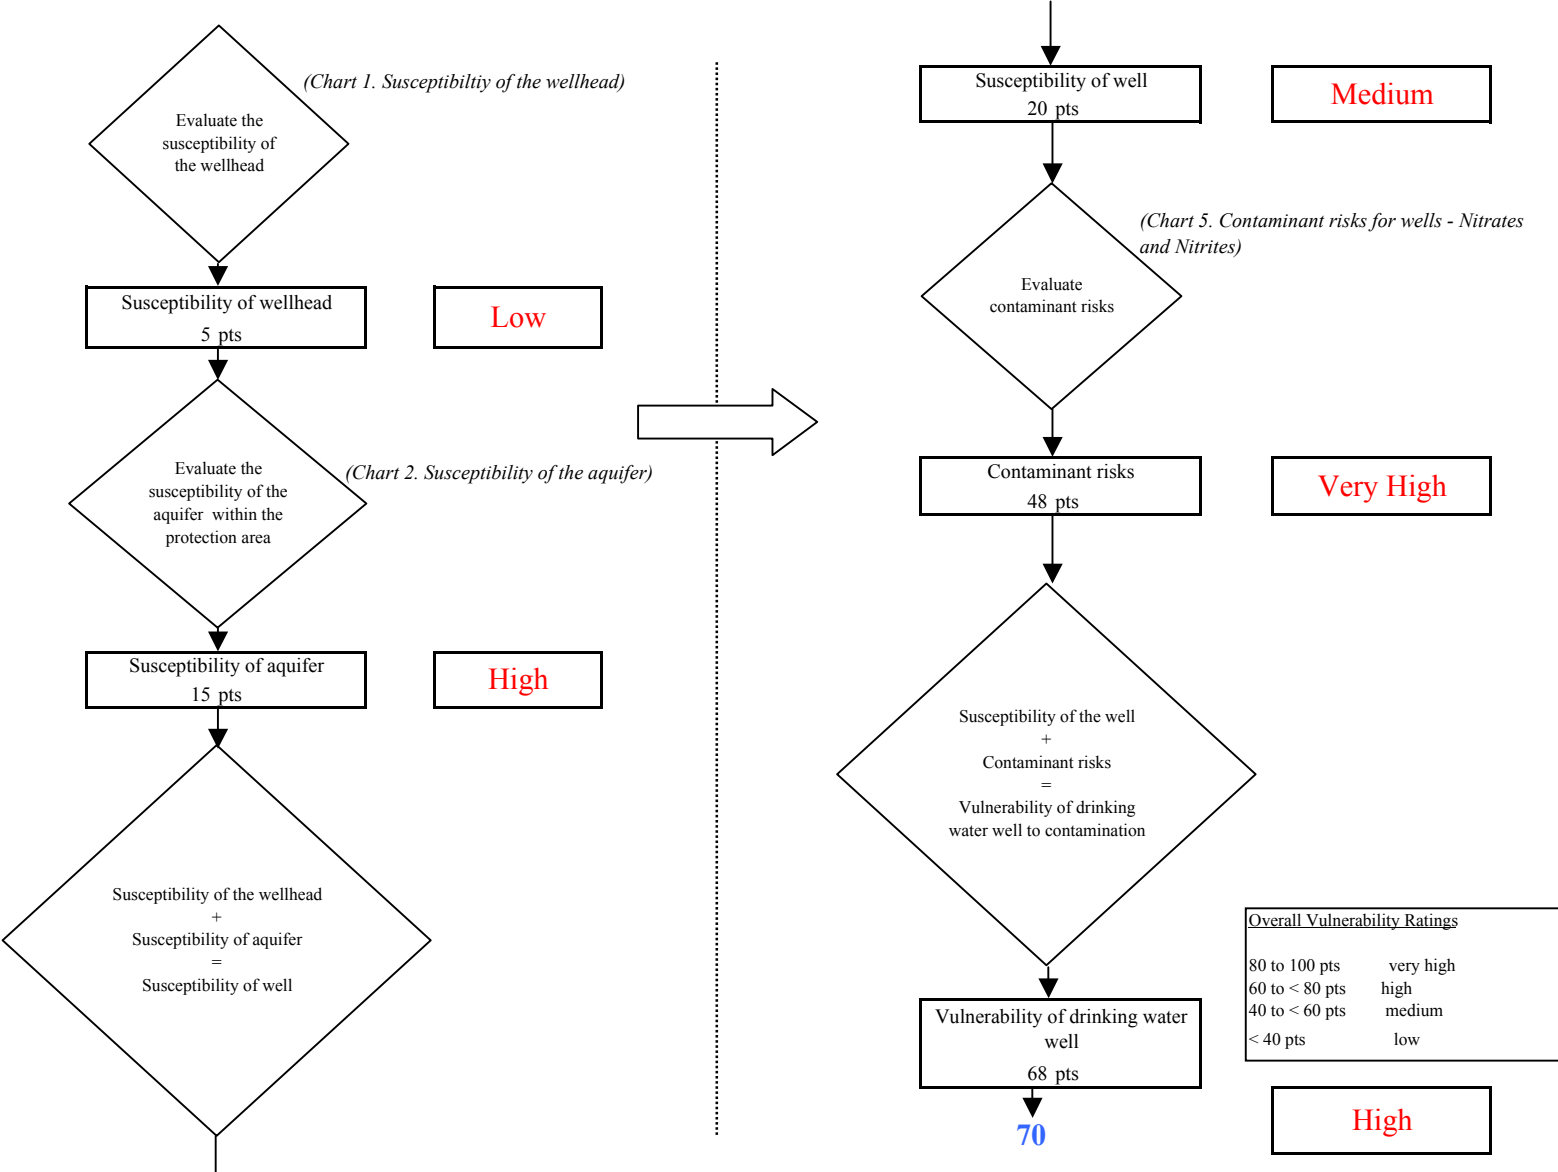 (Chart 1. Susceptibiltiy of the wellhead)
Evaluate the
susceptibility of
the wellhead
Susceptibility of wellhead
5 pts
Low
Evaluate the
susceptibility of the
aquifer within the
protection area
(Chart 2. Susceptibility of the aquifer)
Susceptibility of aquifer
15 pts
High
Susceptibility of the wellhead
+
Susceptibility of aquifer
=
Susceptibility of well
Susceptibility of well
20 pts
Medium
(Chart 5. Contaminant risks for wells - Nitrates
and Nitrites)
Evaluate
contaminant risks
Contaminant risks
48 pts
Very High
Susceptibility of the well
+
Contaminant risks
=
Vulnerability of drinking
water well to contamination
Overall Vulnerability Ratings
80 to 100 pts very high
60 to < 80 pts high
40 to < 60 pts medium
< 40 pts low
Vulnerability of drinking water
well
68 pts
70
High